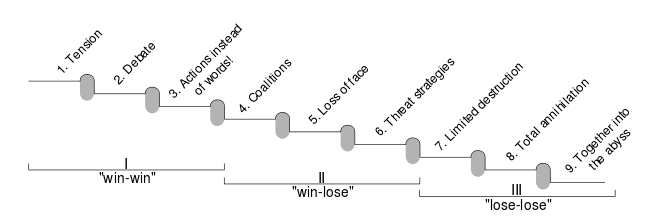 1. Tension
2. Debate
3. Actions instead
of words!
4. Coalitions
5. Loss of face
6. Threat strategies
7. Limited destruction
8. Total annihilation
9. Together into
the abyss
I
"win-win"
II
"win-lose"
III
"lose-lose"